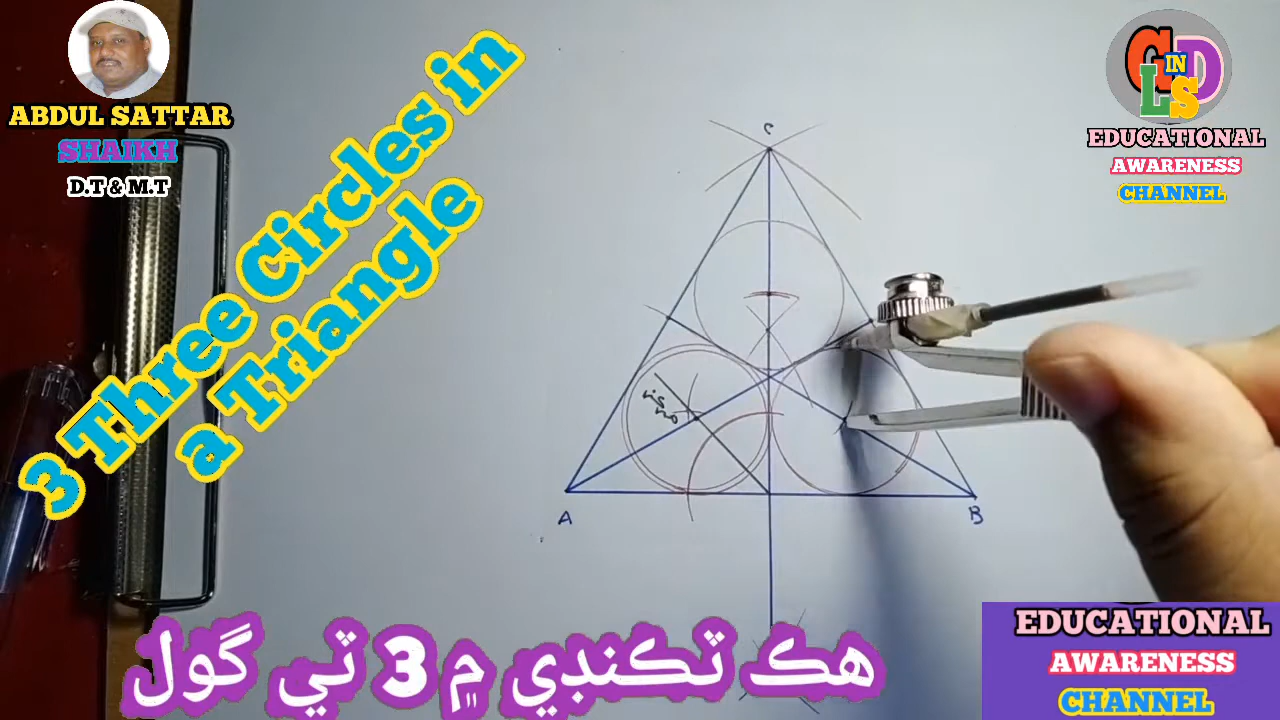 ABDUL SATTAR
SHAIKH
D.T & M.T
3 Three Circles in
a Triangle
G IN D
L S
EDUCATIONAL
AWARENESS
CHANNEL
C
A
B
هڪ ٽڪنڊي ۾ 3 ٽي گول
EDUCATIONAL
AWARENESS
CHANNEL